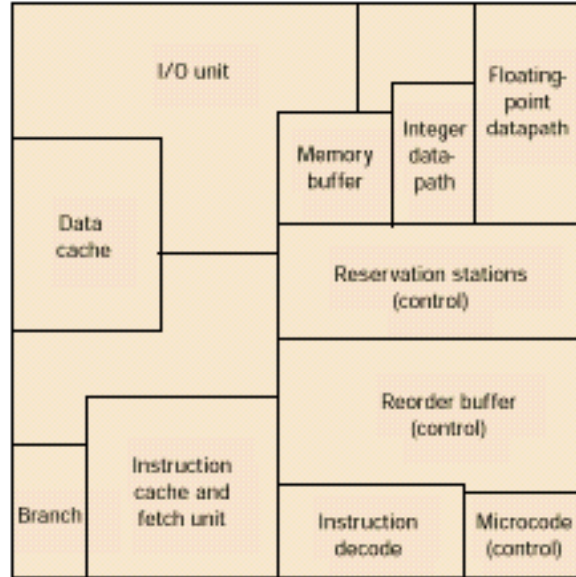 I/O unit
Floating-
point
datapath
Memory
buffer
Integer
data-
path
Data
cache
Reservation stations
(control)
Reorder buffer
(control)
Instruction
cache and
fetch unit
Branch
Instruction
decode
Microcode
(control)